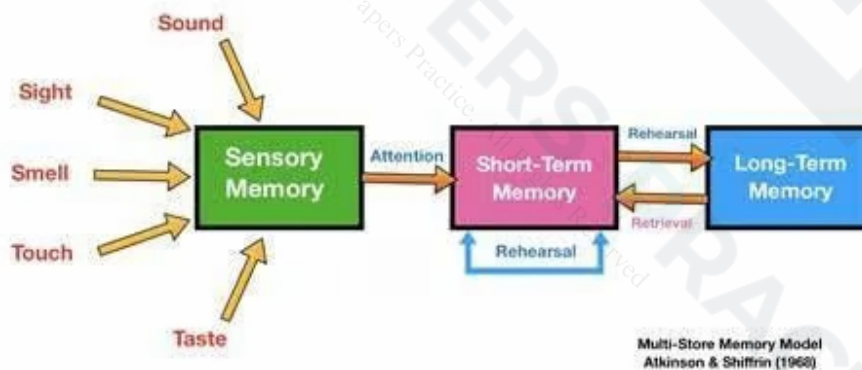 Sound
Sight
Smell
Touch
Taste
Sensory
Memory
Attention
Short-Term
Memory
Rehearsal
Rehearsal
Retrieval
Long-Term
Memory
Multi-Store Memory Model
Atkinson & Shiffrin (1968)